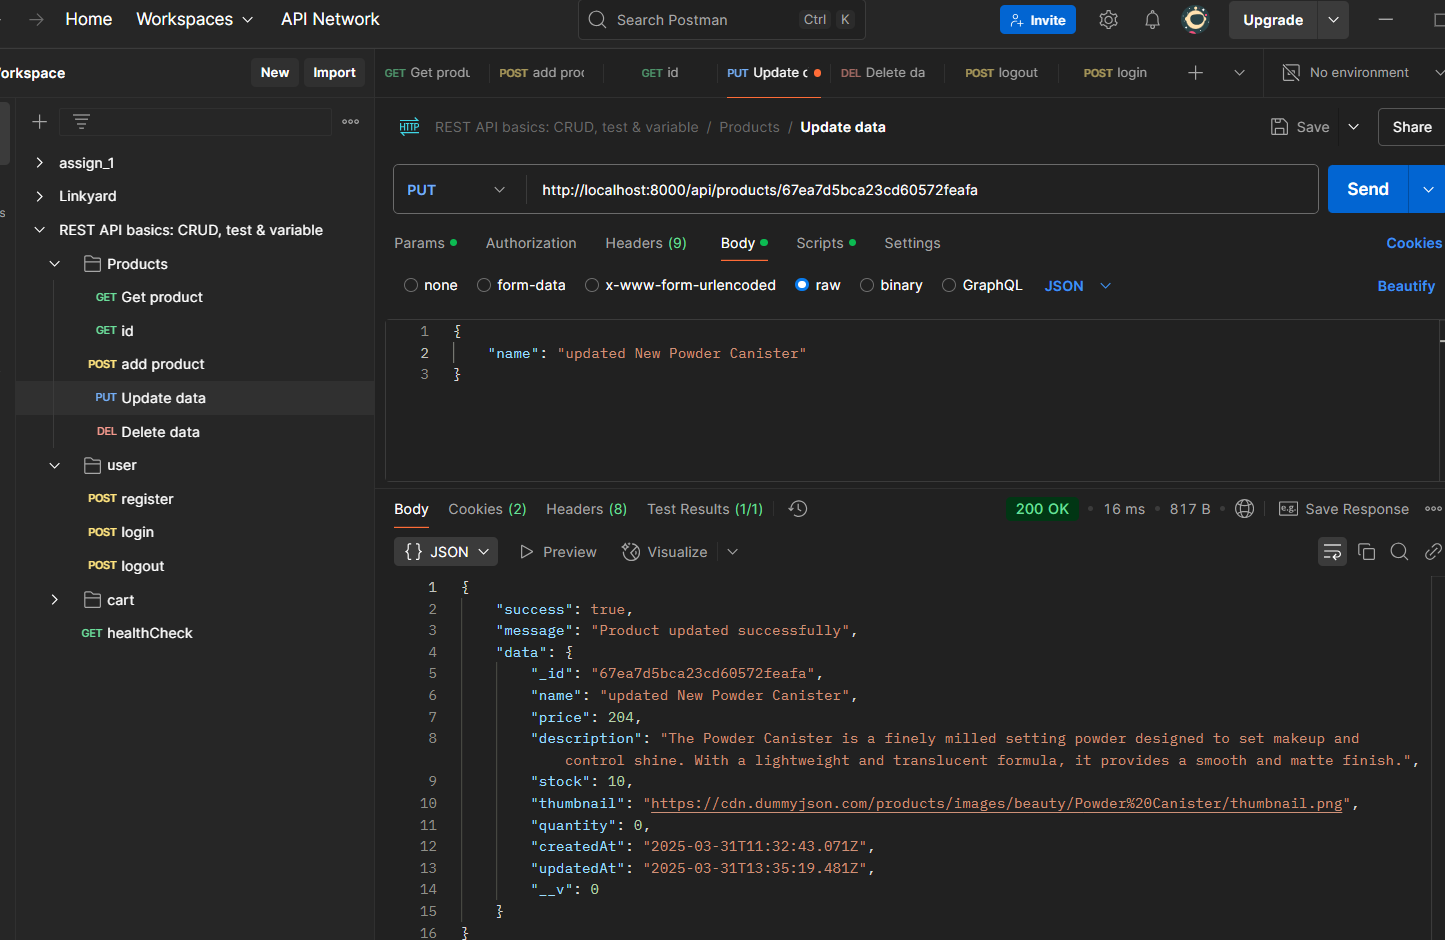 Home Workspaces API Network Search Postman Ctrl K Invite Upgrade
orkspace New Import GET Get produ POST add proc GET id PUT Update c DEL Delete da POST logout POST login No environment
HTTP REST API basics: CRUD, test & variable / Products / Update data Save Share
assign_1
Linkyard
REST API basics: CRUD, test & variable
Products
GET Get product
GET id
POST add product
PUT Update data
DEL Delete data
user
POST register
POST login
POST logout
cart
GET healthCheck
s
PUT http://localhost:8000/api/products/67ea7d5bca23cd60572feafa Send
Params Authorization Headers (9) Body Scripts Settings Cookies
none form-data x-www-form-urlencoded raw binary GraphQL JSON Beautify
1 {
2 "name": "updated New Powder Canister"
3 }
Body Cookies (2) Headers (8) Test Results (1/1) 200 OK 16 ms 817 B e.g. Save Response
{} JSON Preview Visualize
1 {
2 "success": true,
3 "message": "Product updated successfully",
4 "data": {
5 "_id": "67ea7d5bca23cd60572feafa",
6 "name": "updated New Powder Canister",
7 "price": 204,
8 "description": "The Powder Canister is a finely milled setting powder designed to set makeup and
control shine. With a lightweight and translucent formula, it provides a smooth and matte finish.",
9 "stock": 10,
10 "thumbnail": "https://cdn.dummyjson.com/products/images/beauty/Powder%20Canister/thumbnail.png",
11 "quantity": 0,
12 "createdAt": "2025-03-31T11:32:43.071Z",
13 "updatedAt": "2025-03-31T13:35:19.481Z",
14 "__v": 0
15 }
16 }